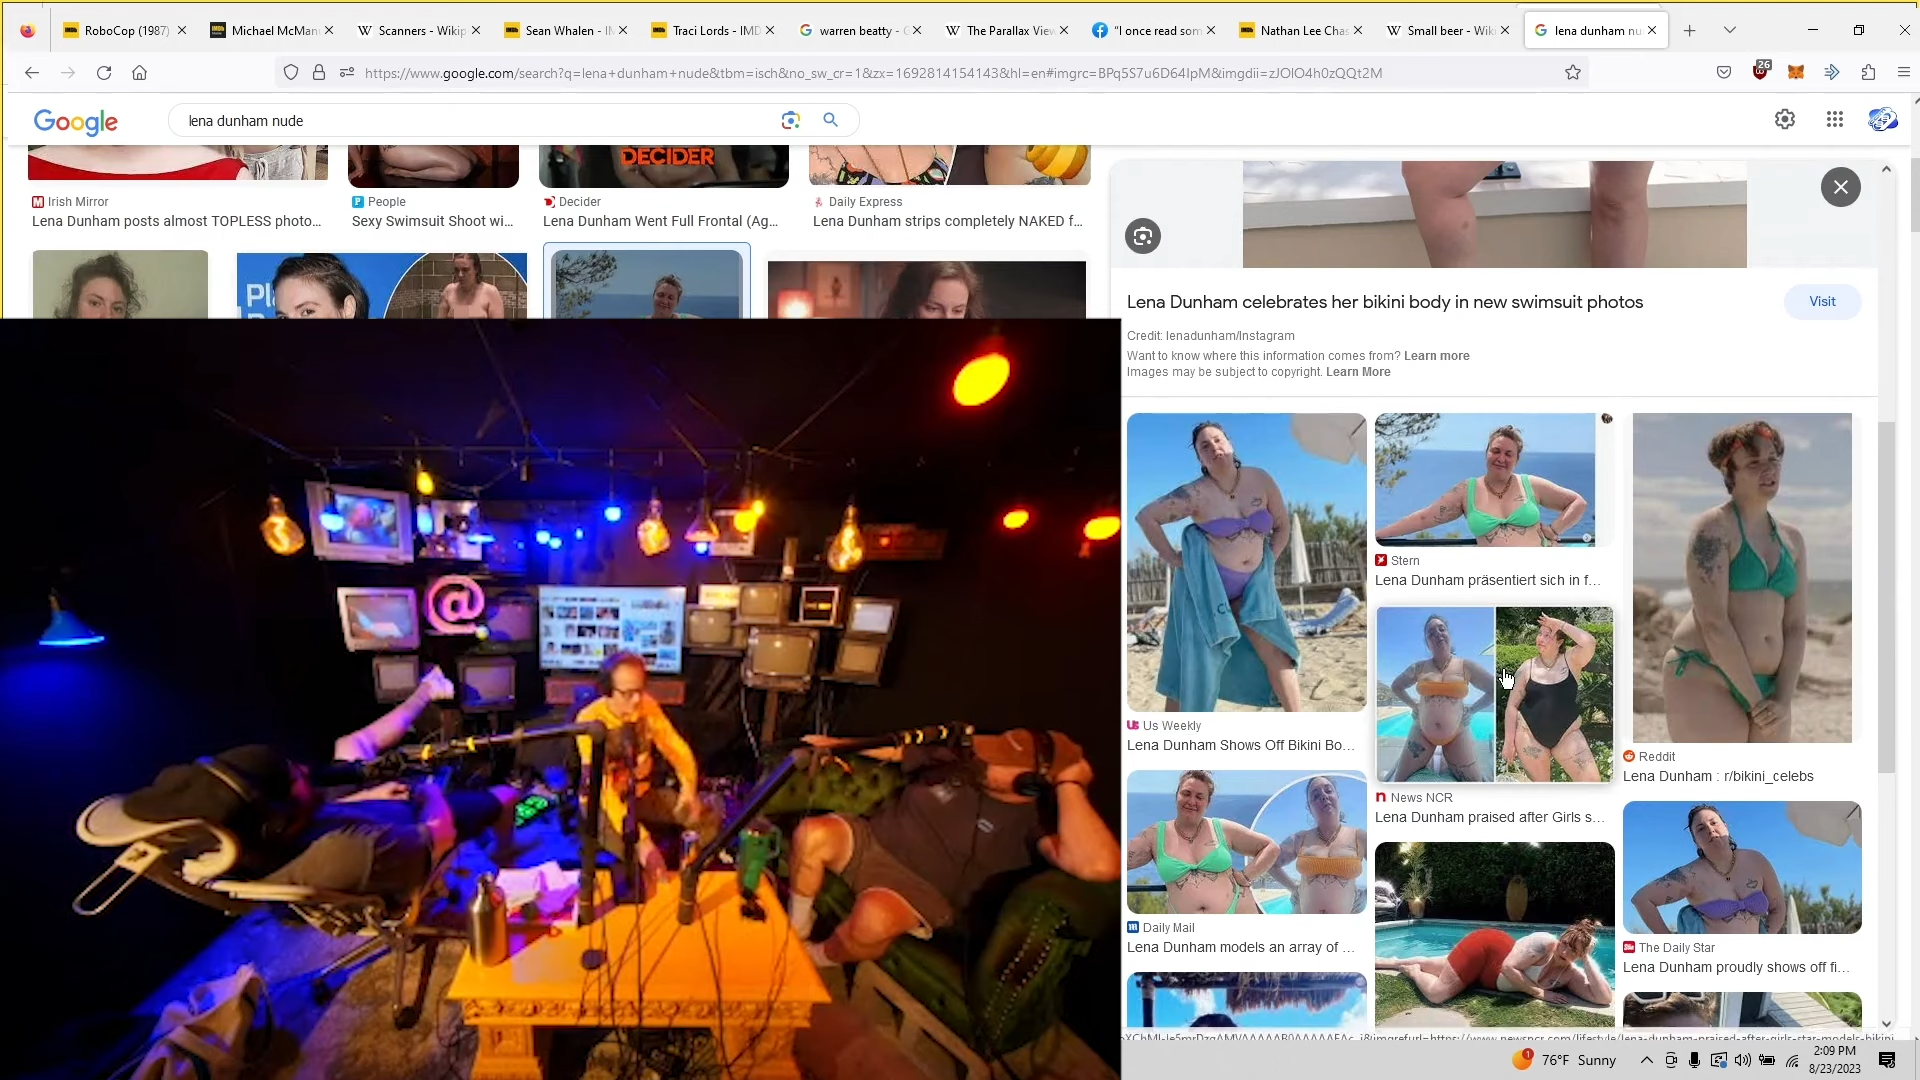 RoboCop (1987)
Michael McManu
Scanners - Wikip
Sean Whalen - IM
Traci Lords - IMD
warren beatty - G
The Parallax View
"I once read som
Nathan Lee Chas
Small beer - Wiki
lena dunham nu
https://www.google.com/search?q=lena+dunham+nude&tbm=isch&no_sw_cr=1&zx=1692814154143&hl=en#imgrc=BPq5S7u6D64IpM&imgdii=zJOlO4h0zQQt2M
26
Google
lena dunham nude
DECIDER
Irish Mirror
Lena Dunham posts almost TOPLESS photo...
People
Sexy Swimsuit Shoot wi...
Decider
Lena Dunham Went Full Frontal (Ag...
Daily Express
Lena Dunham strips completely NAKED f...
Lena Dunham celebrates her bikini body in new swimsuit photos
Visit
Credit: lenadunham/Instagram
Want to know where this information comes from? Learn more
Images may be subject to copyright. Learn More
@
Us Weekly
Lena Dunham Shows Off Bikini Bo...
Stern
Lena Dunham präsentiert sich in f...
Reddit
Lena Dunham : r/bikini_celebs
News NCR
Lena Dunham praised after Girls s...
Daily Mail
Lena Dunham models an array of ...
The Daily Star
Lena Dunham proudly shows off fi...
1
76°F Sunny
2:09 PM
8/23/2023